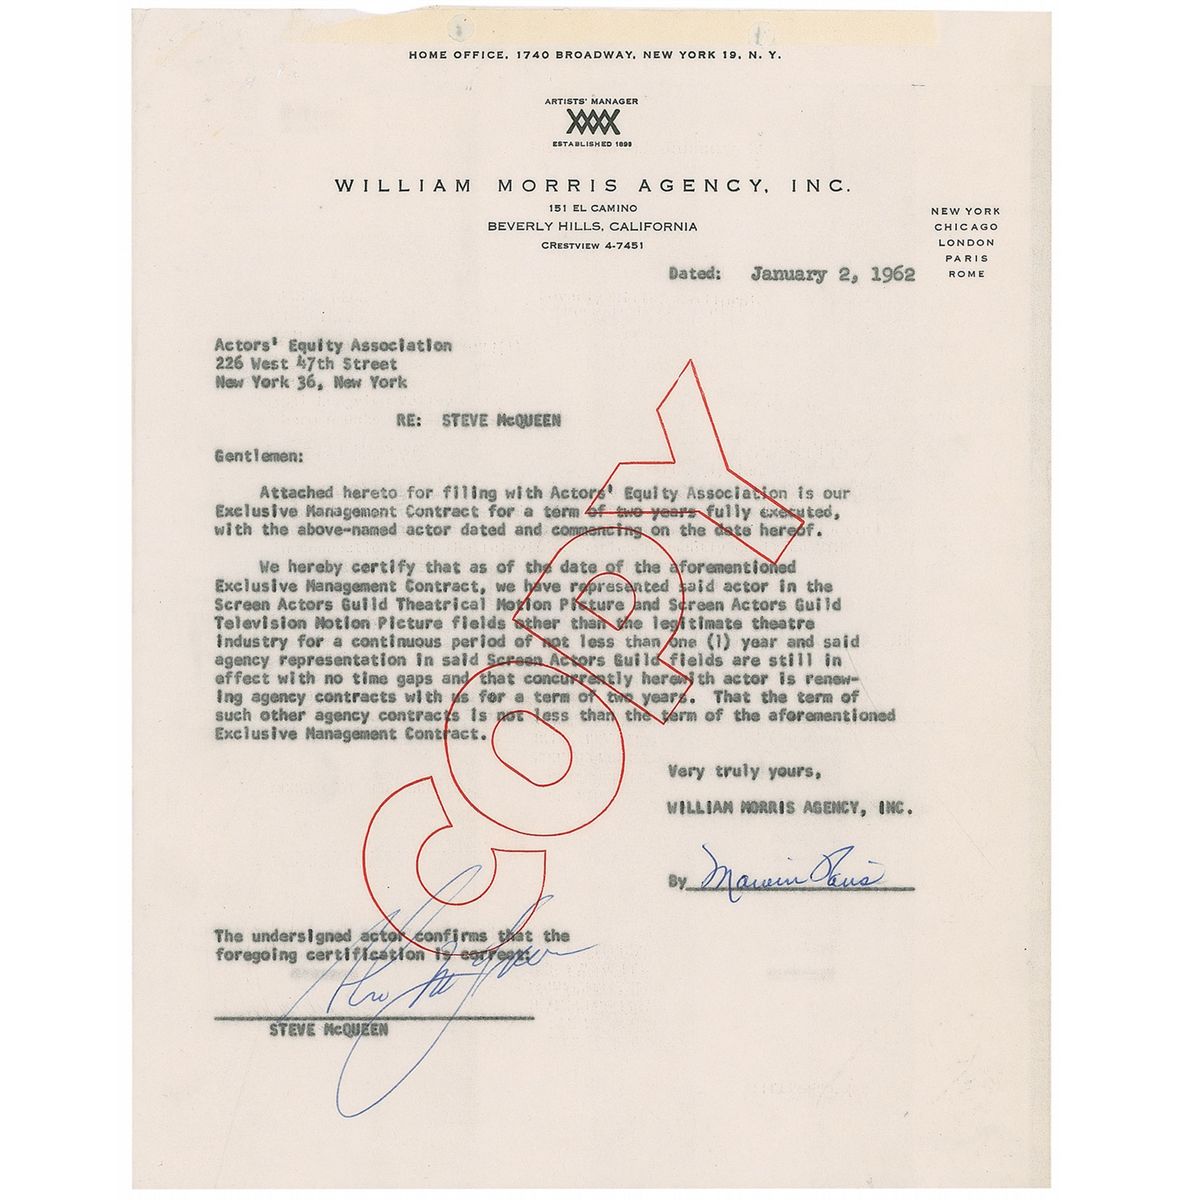 HOME OFFICE, 1740 BROADWAY, NEW YORK 19, N. Y.
ARTISTS' MANAGER
ESTABLISHED 1898
WILLIAM MORRIS AGENCY, INC.
151 EL CAMINO
BEVERLY HILLS, CALIFORNIA
CRestview 4-7451
NEW YORK
CHICAGO
LONDON
PARIS
ROME
Dated: January 2, 1962
Actors' Equity Association
226 West 47th Street
New York 36, New York
RE: STEVE McQUEEN
Gentlemen:
Attached hereto for filing with Actors' Equity Association is our
Exclusive Management Contract for a term of two years fully executed,
with the above-named actor dated and commencing on the date hereof.
We hereby certify that as of the date of the aforementioned
Exclusive Management Contract, we have represented said actor in the
Screen Actors Guild Theatrical Motion Picture and Screen Actors Guild
Television Motion Picture fields other than the legitimate theatre
industry for a continuous period of not less than one (1) year and said
agency representation in said Screen Actors Guild fields are still in
effect with no time gaps and that concurrently herewith actor is renew-
ing agency contracts with us for a term of two years. That the term of
such other agency contracts is not less than the term of the aforementioned
Exclusive Management Contract.
COPY
Very truly yours,
WILLIAM MORRIS AGENCY, INC.
By
The undersigned actor confirms that the
foregoing certification is correct:
STEVE McQUEEN